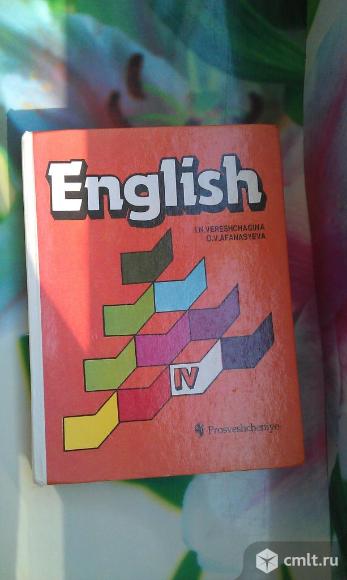 English
I.N.VERESHCHAGINA
O.V.AFANASYEVA
IV
Prosveshcheniye
cmlt.ru